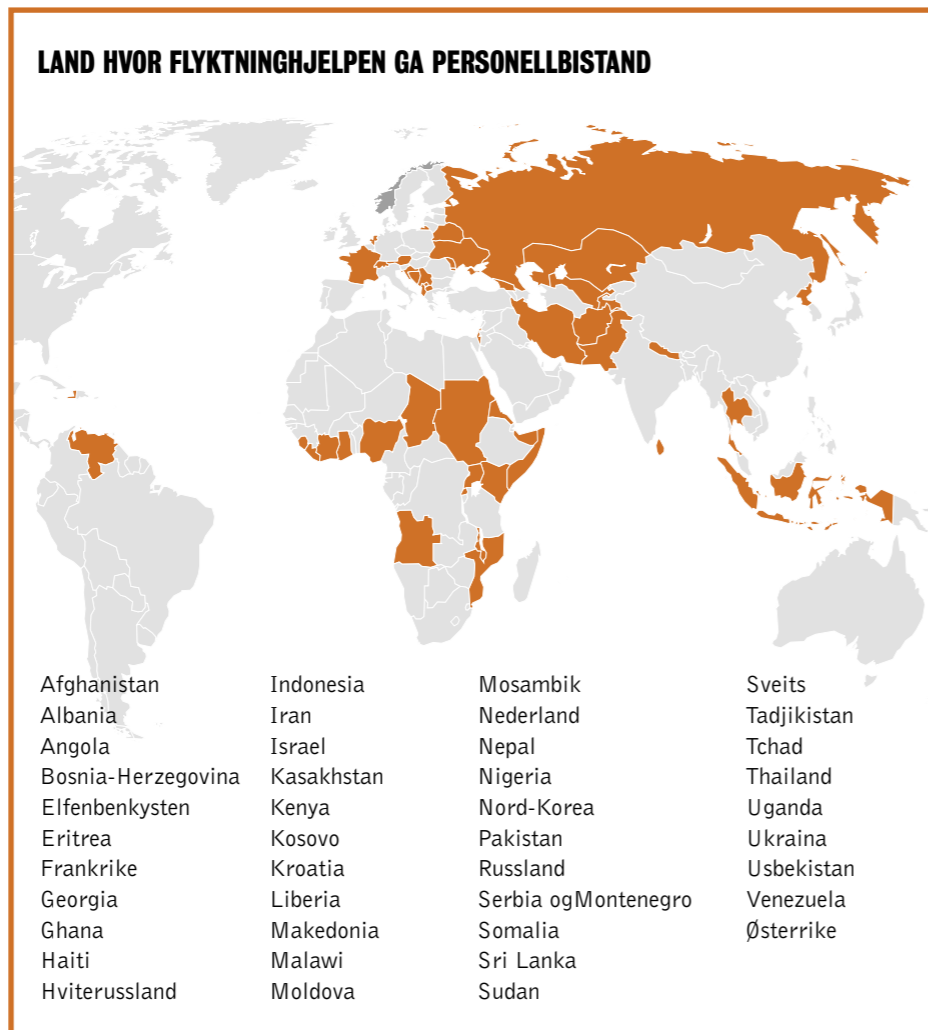 LAND HVOR FLYKTNINGHJELPEN GA PERSONELLBISTAND
Afghanistan
Albania
Angola
Bosnia-Herzegovina
Elfenbenkysten
Eritrea
Frankrike
Georgia
Ghana
Haiti
Hviterussland
Indonesia
Iran
Israel
Kasakhstan
Kenya
Kosovo
Kroatia
Liberia
Makedonia
Malawi
Moldova
Mosambik
Nederland
Nepal
Nigeria
Nord-Korea
Pakistan
Russland
Serbia ogMontenegro
Somalia
Sri Lanka
Sudan
Sveits
Tadjikistan
Tchad
Thailand
Uganda
Ukraina
Usbekistan
Venezuela
Østerrike